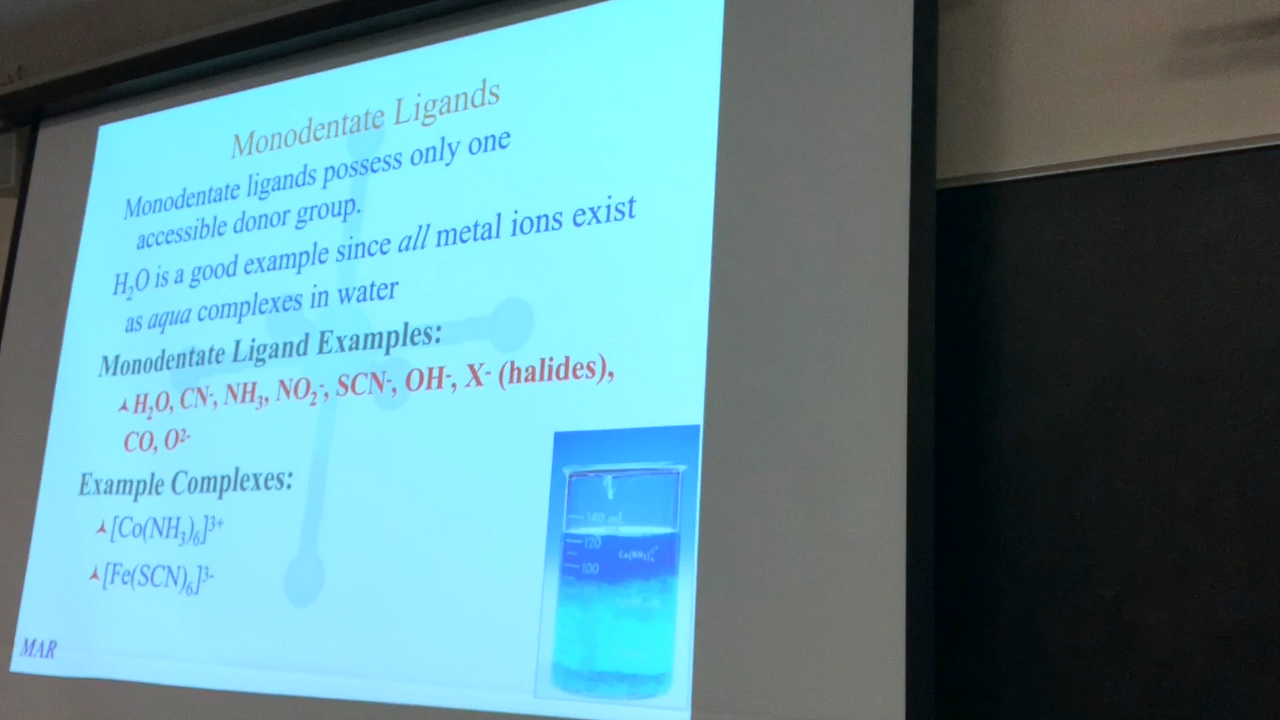 Monodentate Ligands
Monodentate ligands possess only one
accessible donor group.
H₂O is a good example since all metal ions exist
as aqua complexes in water
Monodentate Ligand Examples:
H₂O, CN⁻, NH₃, NO₂⁻, SCN⁻, OH⁻, X⁻ (halides),
CO, O²⁻
Example Complexes:
[Co(NH₃)₆]³⁺
[Fe(SCN)₆]³⁻
140 mL
120
100
MAR